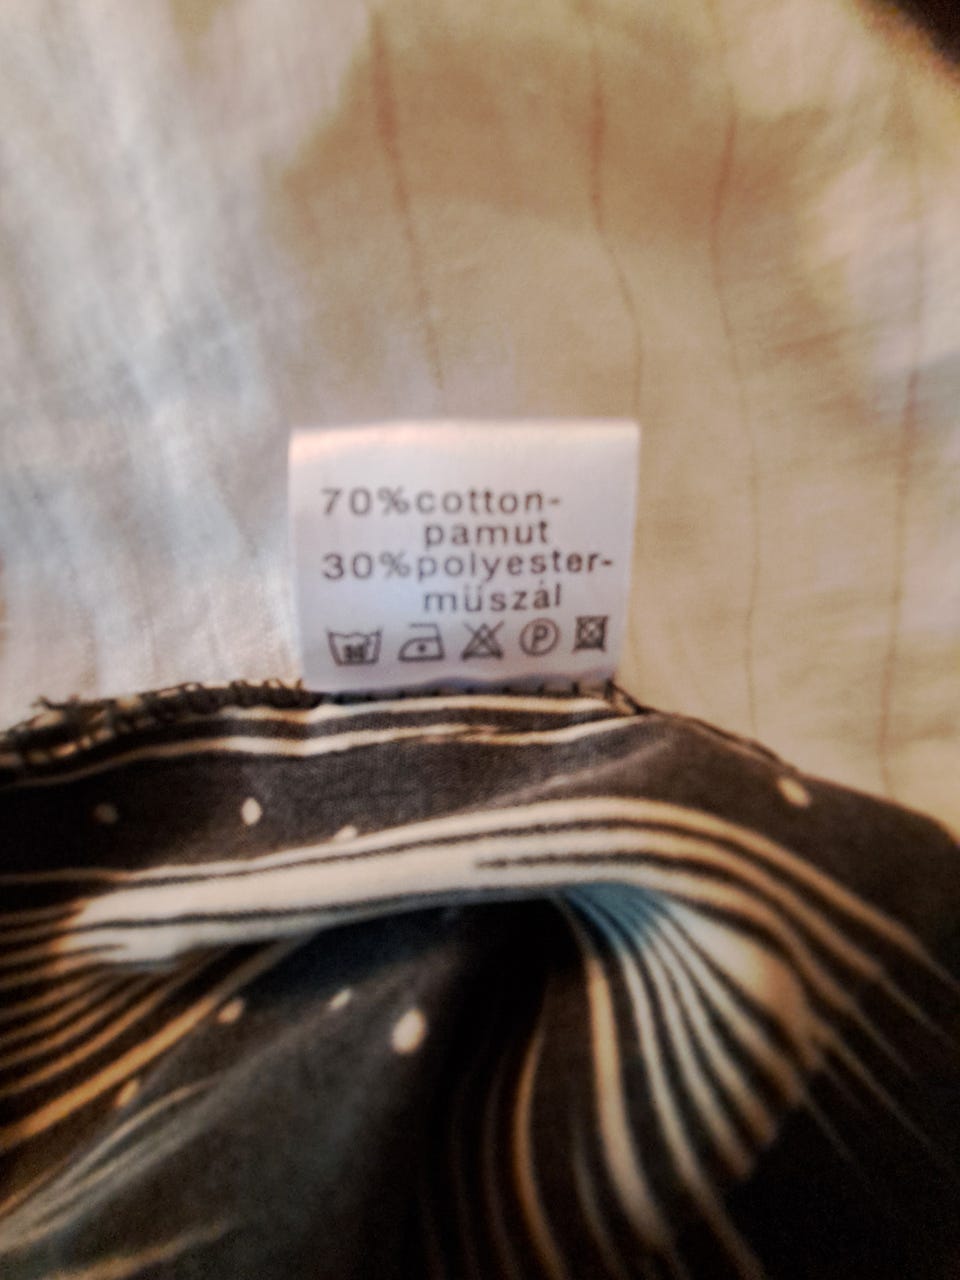 70%cotton-
pamut
30%polyester-
műszál
P